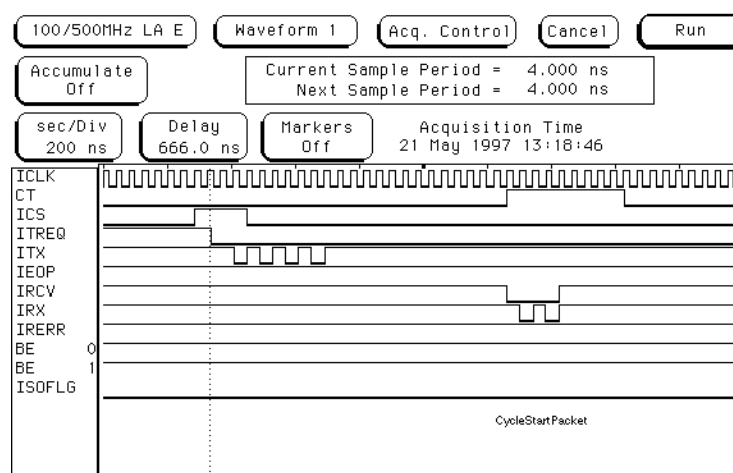 100/500MHz LA E Waveform 1 Acq. Control Cancel Run
Accumulate
Off
Current Sample Period = 4.000 ns
Next Sample Period = 4.000 ns
sec/Div
200 ns
Delay
666.0 ns
Markers
Off
Acquisition Time
21 May 1997 13:18:46
ICLK
CT
ICS
ITREQ
ITX
IEOP
IRCV
IRX
IRERR
BE 0
BE 1
ISOFLG
CycleStartPacket